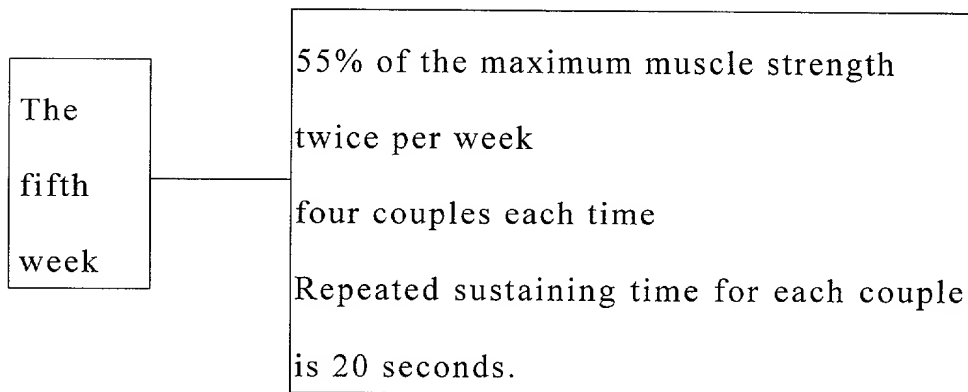 The
fifth
week
55% of the maximum muscle strength
twice per week
four couples each time
Repeated sustaining time for each couple
is 20 seconds.